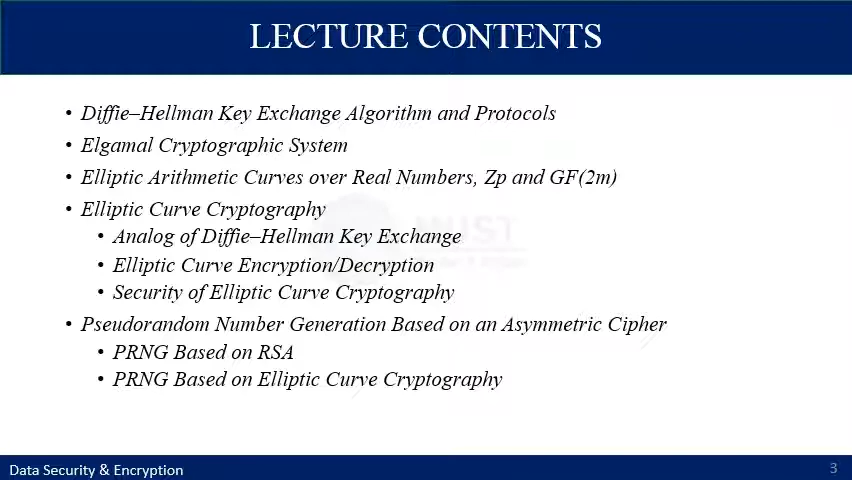 LECTURE CONTENTS
• Diffie–Hellman Key Exchange Algorithm and Protocols
• Elgamal Cryptographic System
• Elliptic Arithmetic Curves over Real Numbers, Zp and GF(2m)
• Elliptic Curve Cryptography
• Analog of Diffie–Hellman Key Exchange
• Elliptic Curve Encryption/Decryption
• Security of Elliptic Curve Cryptography
• Pseudorandom Number Generation Based on an Asymmetric Cipher
• PRNG Based on RSA
• PRNG Based on Elliptic Curve Cryptography
Data Security & Encryption
3